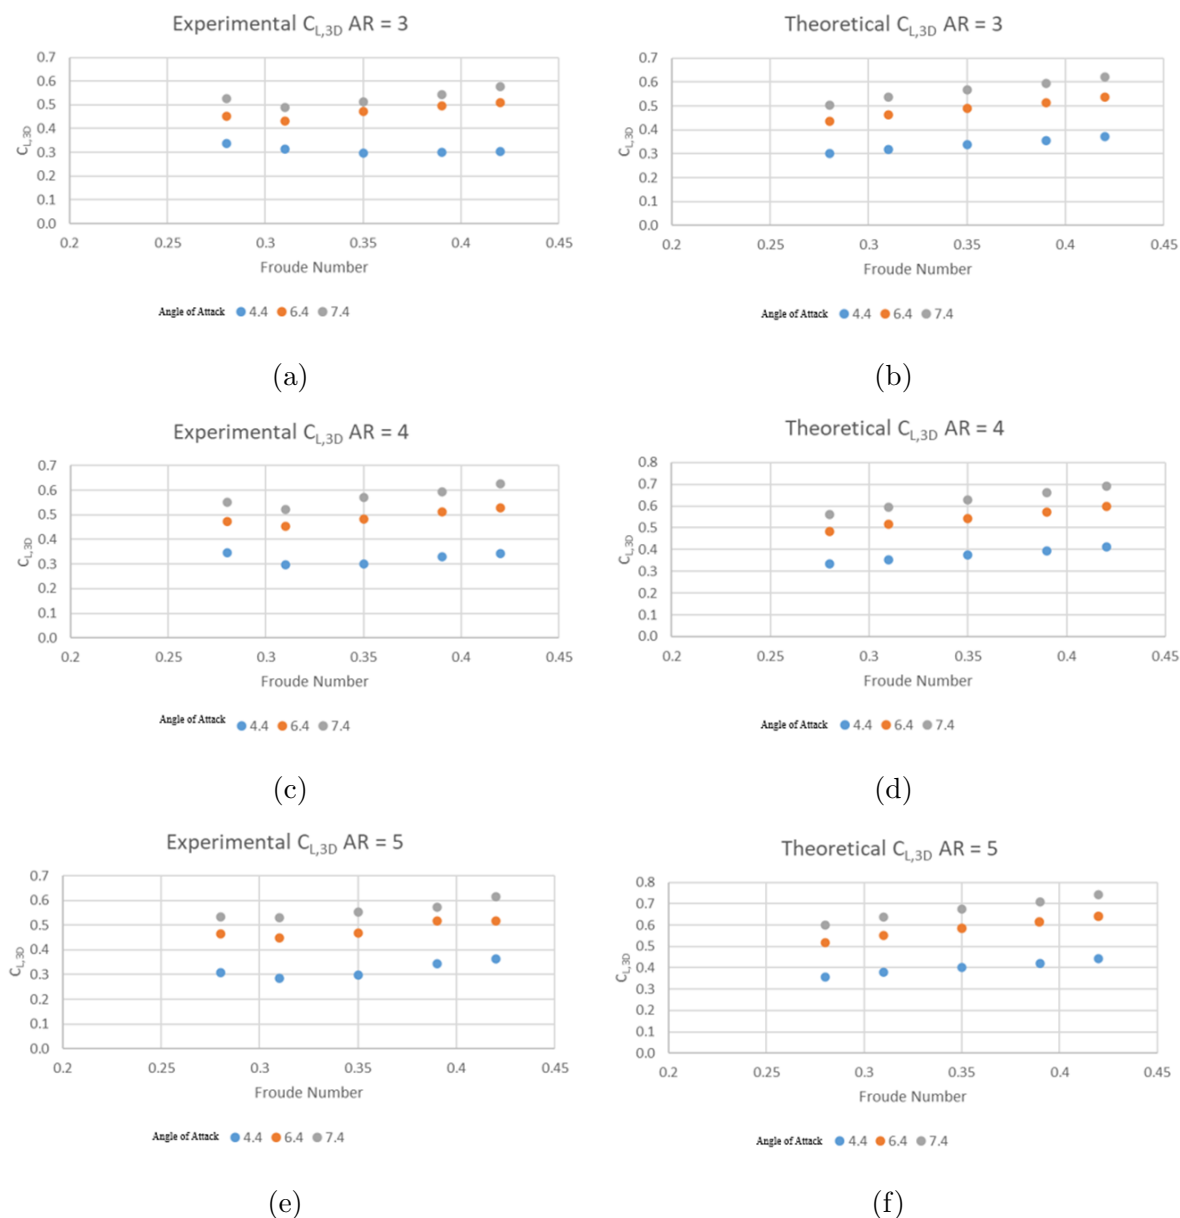 Experimental C_L,3D AR = 3
0.7
0.6
0.5
0.4
0.3
0.2
0.1
0.0
C_L,3D
0.2 0.25 0.3 0.35 0.4 0.45
Froude Number
Angle of Attack 4.4 6.4 7.4
(a)
Theoretical C_L,3D AR = 3
0.7
0.6
0.5
0.4
0.3
0.2
0.1
0.0
C_L,3D
0.2 0.25 0.3 0.35 0.4 0.45
Froude Number
Angle of Attack 4.4 6.4 7.4
(b)
Experimental C_L,3D AR = 4
0.7
0.6
0.5
0.4
0.3
0.2
0.1
0.0
C_L,3D
0.2 0.25 0.3 0.35 0.4 0.45
Froude Number
Angle of Attack 4.4 6.4 7.4
(c)
Theoretical C_L,3D AR = 4
0.8
0.7
0.6
0.5
0.4
0.3
0.2
0.1
0.0
C_L,3D
0.2 0.25 0.3 0.35 0.4 0.45
Froude Number
Angle of Attack 4.4 6.4 7.4
(d)
Experimental C_L,3D AR = 5
0.7
0.6
0.5
0.4
0.3
0.2
0.1
0.0
C_L,3D
0.2 0.25 0.3 0.35 0.4 0.45
Froude Number
Angle of Attack 4.4 6.4 7.4
(e)
Theoretical C_L,3D AR = 5
0.8
0.7
0.6
0.5
0.4
0.3
0.2
0.1
0.0
C_L,3D
0.2 0.25 0.3 0.35 0.4 0.45
Froude Number
Angle of Attack 4.4 6.4 7.4
(f)